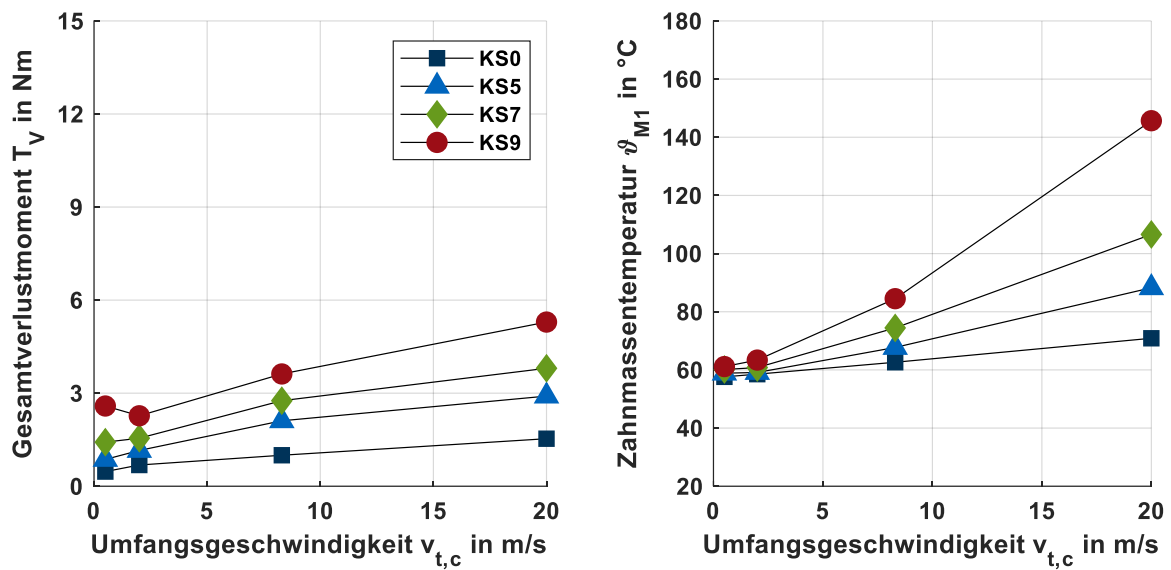 Gesamtverlustmoment T_V in Nm
15
12
9
6
3
0
KS0
KS5
KS7
KS9
0 5 10 15 20
Umfangsgeschwindigkeit v_t,c in m/s
Zahnmassentemperatur ϑ_M1 in °C
180
160
140
120
100
80
60
40
20
0 5 10 15 20
Umfangsgeschwindigkeit v_t,c in m/s